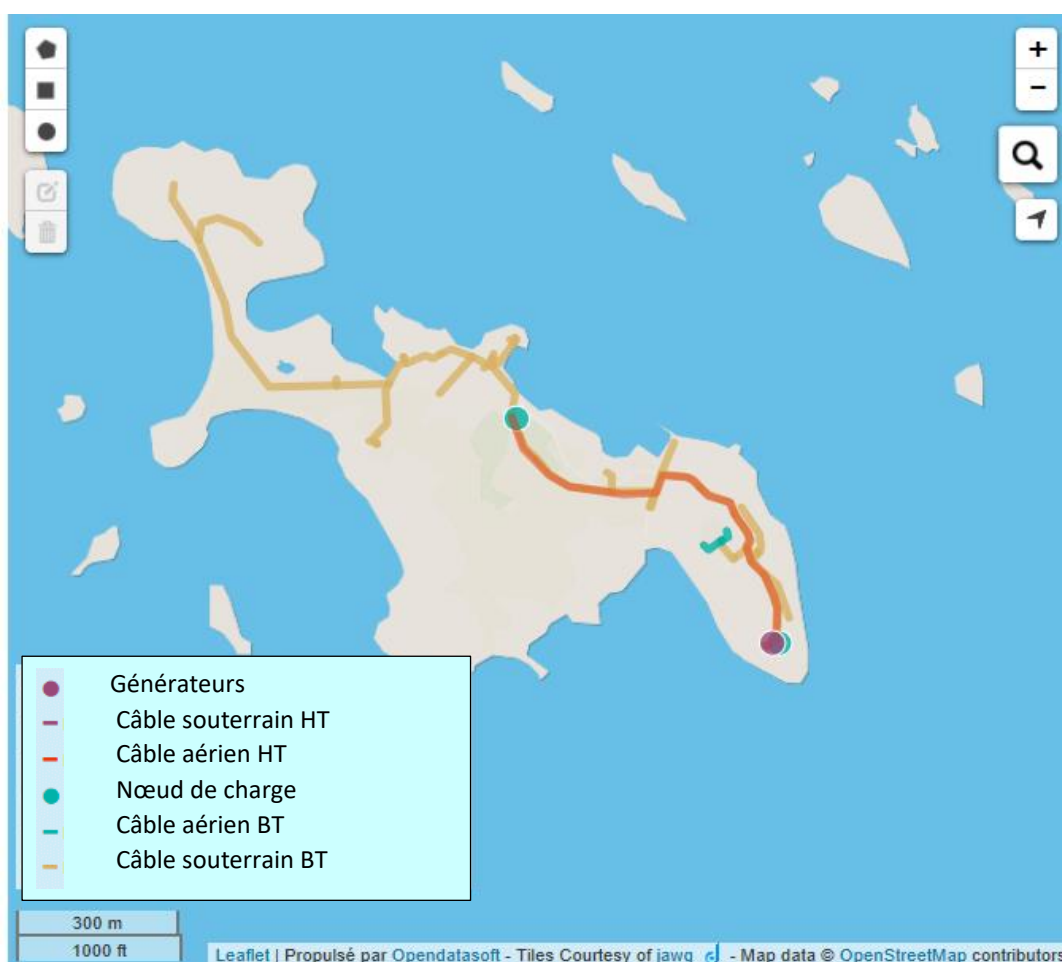 +
−
Générateurs
Câble souterrain HT
Câble aérien HT
Nœud de charge
Câble aérien BT
Câble souterrain BT
300 m
1000 ft
Leaflet | Propulsé par Opendatasoft - Tiles Courtesy of jawg - Map data © OpenStreetMap contributors